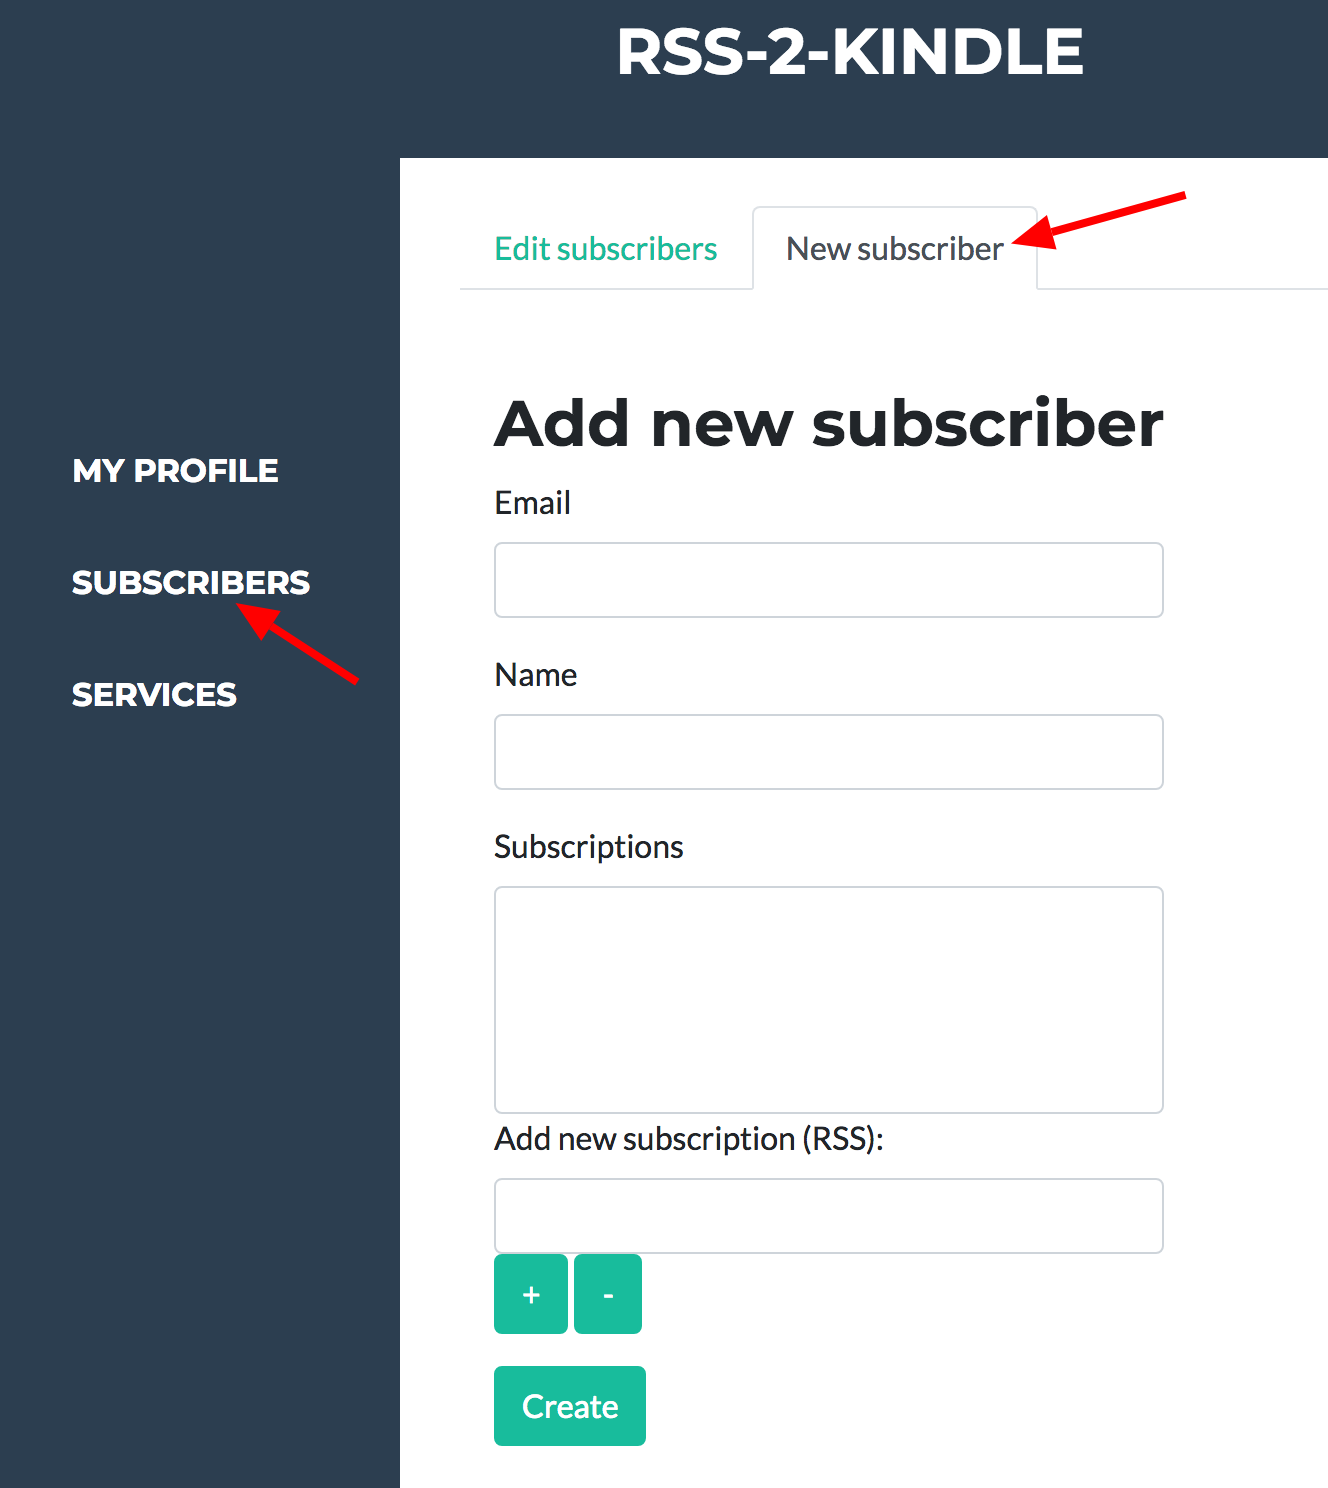 RSS-2-KINDLE
MY PROFILE
SUBSCRIBERS
SERVICES
Edit subscribers
New subscriber
Add new subscriber
Email
Name
Subscriptions
Add new subscription (RSS):
+
-
Create